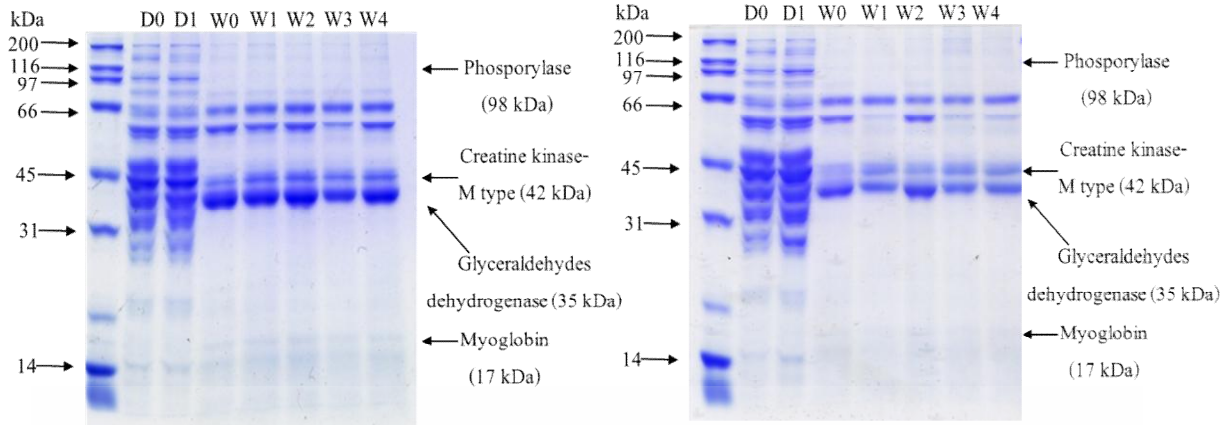 kDa D0 D1 W0 W1 W2 W3 W4
200
116
97
66
45
31
14
Phosporylase
(98 kDa)
Creatine kinase-
M type (42 kDa)
Glyceraldehydes
dehydrogenase (35 kDa)
Myoglobin
(17 kDa)
kDa D0 D1 W0 W1 W2 W3 W4
200
116
97
66
45
31
14
Phosporylase
(98 kDa)
Creatine kinase-
M type (42 kDa)
Glyceraldehydes
dehydrogenase (35 kDa)
Myoglobin
(17 kDa)